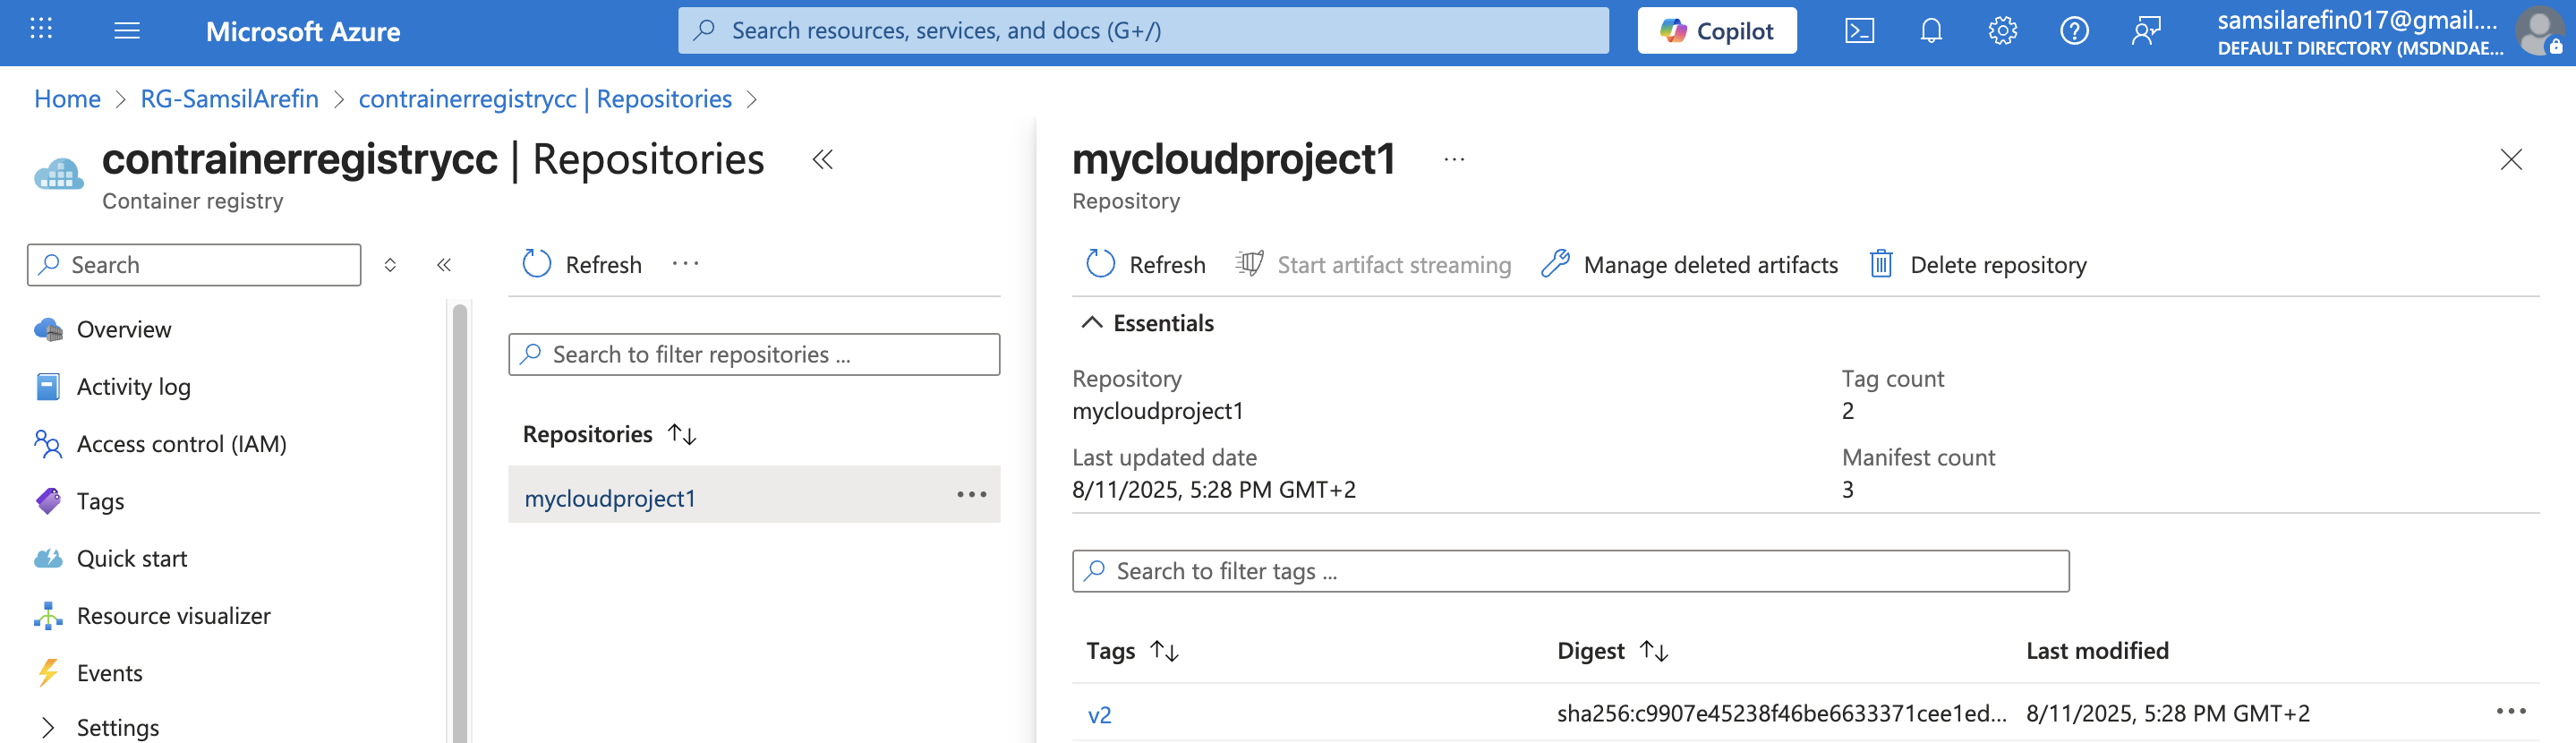 Microsoft Azure
Search resources, services, and docs (G+/)
Copilot
samsilarefin017@gmail....
DEFAULT DIRECTORY (MSDNDAE...
Home > RG-SamsilArefin > contrainerregistrycc | Repositories >
contrainerregistrycc | Repositories
Container registry
Search
Overview
Activity log
Access control (IAM)
Tags
Quick start
Resource visualizer
Events
Settings
Refresh
Search to filter repositories ...
Repositories
mycloudproject1
mycloudproject1
Repository
Refresh
Start artifact streaming
Manage deleted artifacts
Delete repository
Essentials
Repository
mycloudproject1
Last updated date
8/11/2025, 5:28 PM GMT+2
Tag count
2
Manifest count
3
Search to filter tags ...
Tags Digest Last modified
v2 sha256:c9907e45238f46be6633371cee1ed... 8/11/2025, 5:28 PM GMT+2